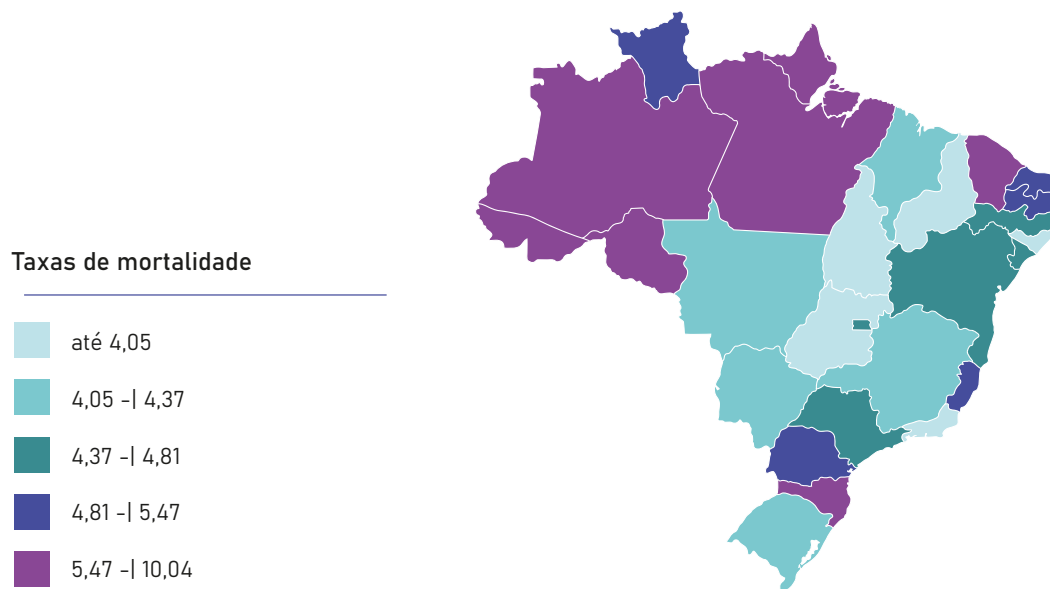 Taxas de mortalidade
até 4,05
4,05 -| 4,37
4,37 -| 4,81
4,81 -| 5,47
5,47 -| 10,04